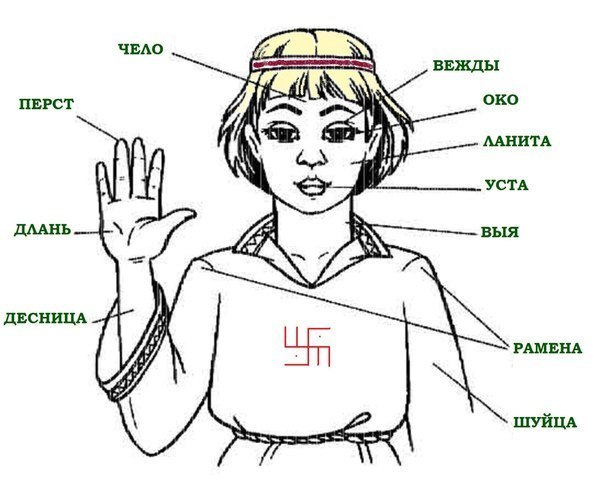 ЧЕЛО
ВЕЖДЫ
ПЕРСТ
ОКО
ЛАНИТА
УСТА
ДЛАНЬ
ВЫЯ
ДЕСНИЦА
РАМЕНА
ШУЙЦА